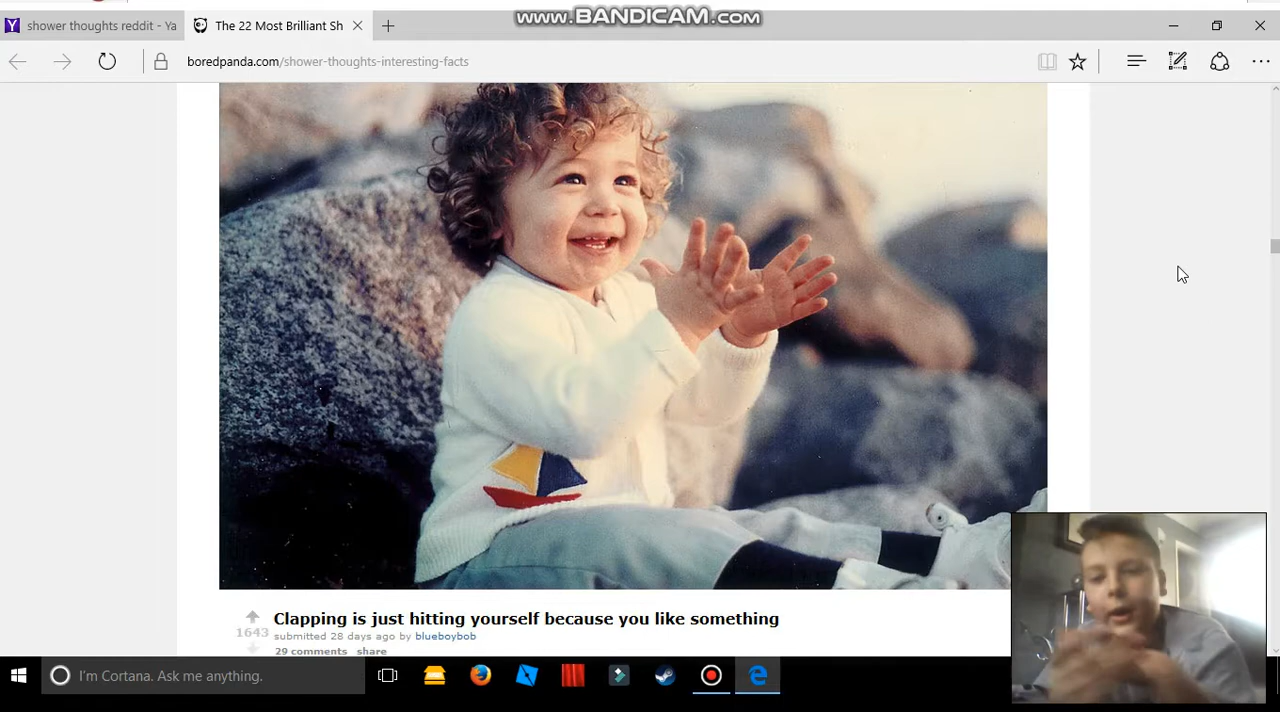 www.BANDICAM.com
shower thoughts reddit - Ya
The 22 Most Brilliant Sh
boredpanda.com/shower-thoughts-interesting-facts
Clapping is just hitting yourself because you like something
1643
submitted 28 days ago by blueboybob
29 comments share
I'm Cortana. Ask me anything.